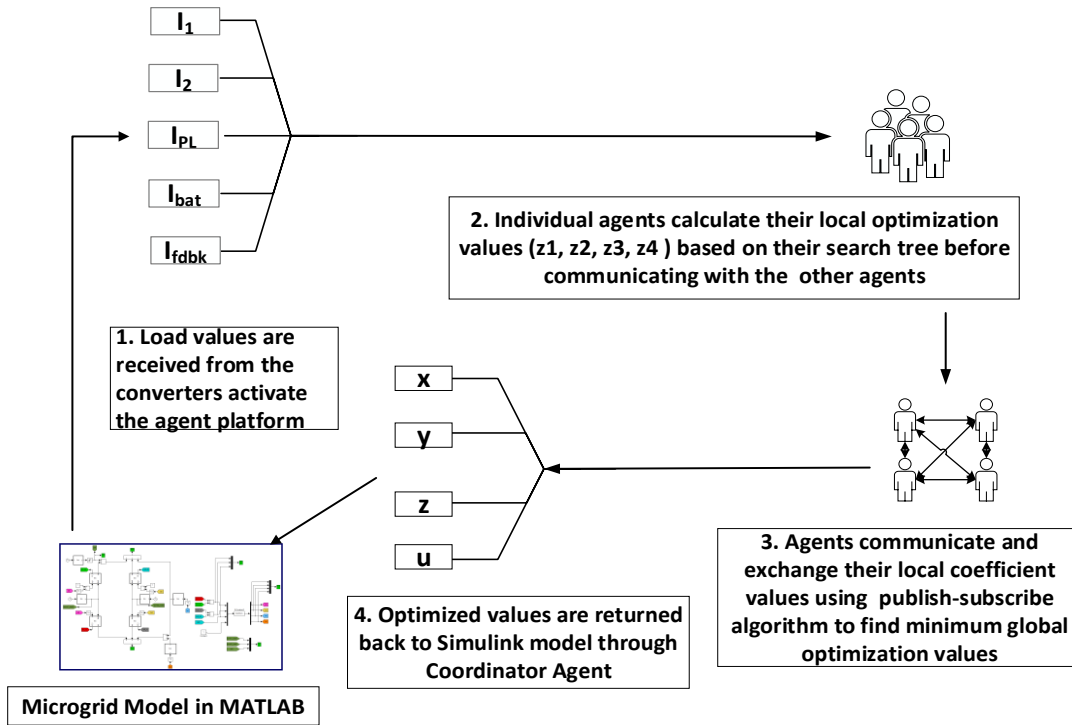 I1
I2
IPL
Ibat
Ifdbk
2. Individual agents calculate their local optimization
values (z1, z2, z3, z4 ) based on their search tree before
communicating with the other agents
1. Load values are
received from the
converters activate
the agent platform
x
y
z
u
3. Agents communicate and
exchange their local coefficient
values using publish-subscribe
algorithm to find minimum global
optimization values
4. Optimized values are returned
back to Simulink model through
Coordinator Agent
Microgrid Model in MATLAB